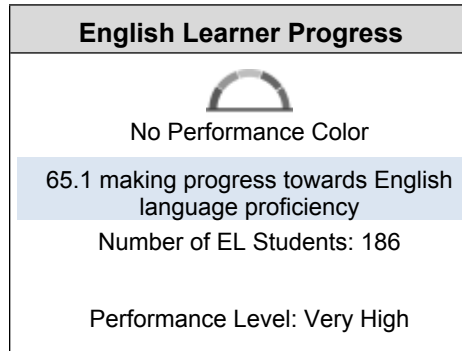 English Learner Progress
No Performance Color
65.1 making progress towards English
language proficiency
Number of EL Students: 186
Performance Level: Very High